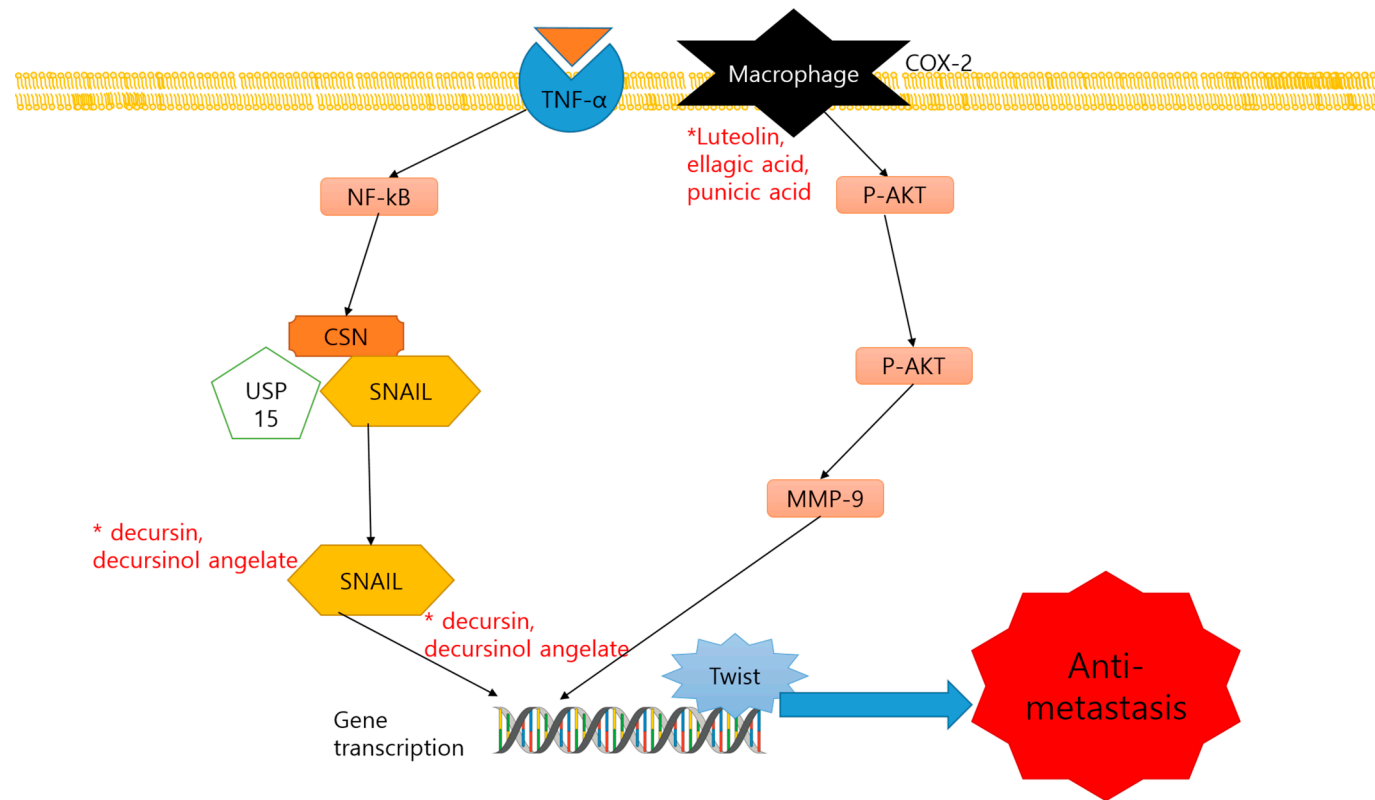 TNF-α
Macrophage
COX-2
*Luteolin,
ellagic acid,
punicic acid
NF-kB
P-AKT
CSN
USP
15
SNAIL
P-AKT
MMP-9
* decursin,
decursinol angelate
SNAIL
* decursin,
decursinol angelate
Twist
Anti-
metastasis
Gene
transcription